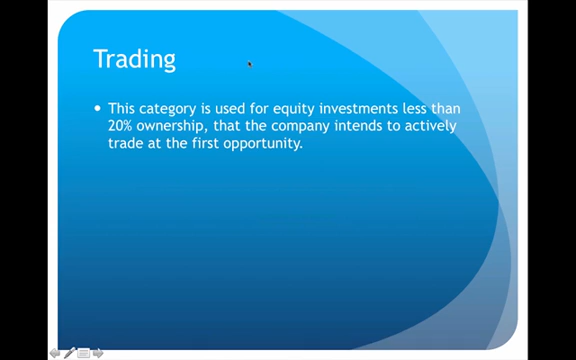 Trading
• This category is used for equity investments less than
20% ownership, that the company intends to actively
trade at the first opportunity.